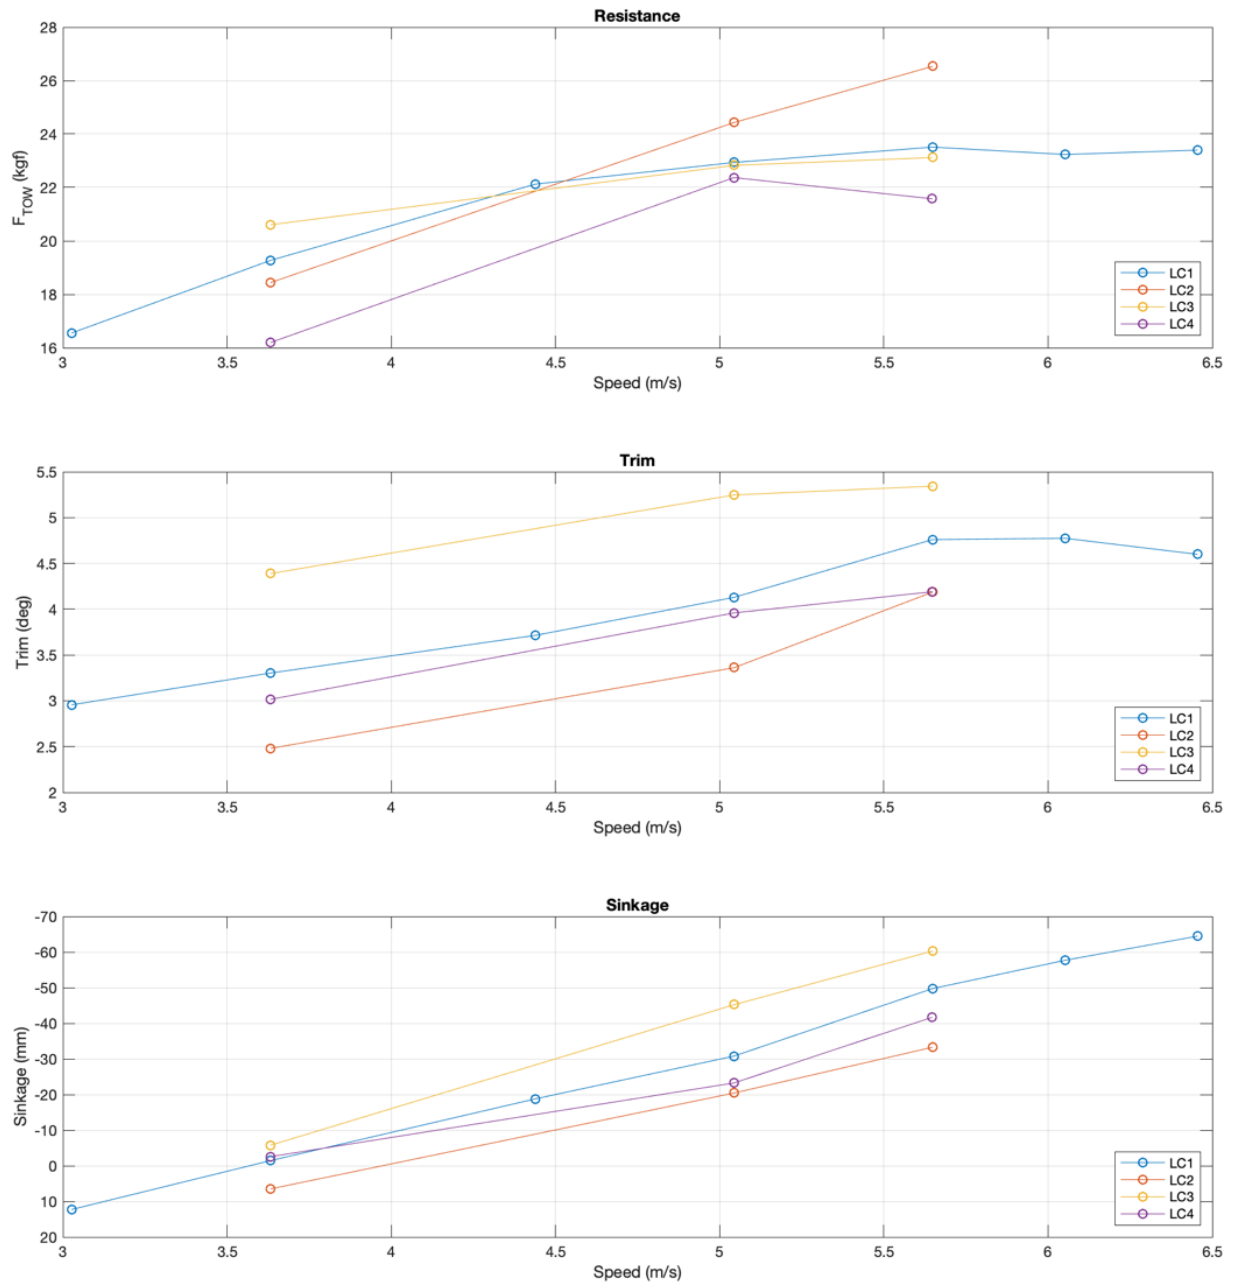 Resistance
28
26
24
22
20
18
16
F_TOW (kgf)
3 3.5 4 4.5 5 5.5 6 6.5
Speed (m/s)
LC1
LC2
LC3
LC4
Trim
5.5
5
4.5
4
3.5
3
2.5
2
Trim (deg)
3 3.5 4 4.5 5 5.5 6 6.5
Speed (m/s)
LC1
LC2
LC3
LC4
Sinkage
-70
-60
-50
-40
-30
-20
-10
0
10
20
Sinkage (mm)
3 3.5 4 4.5 5 5.5 6 6.5
Speed (m/s)
LC1
LC2
LC3
LC4